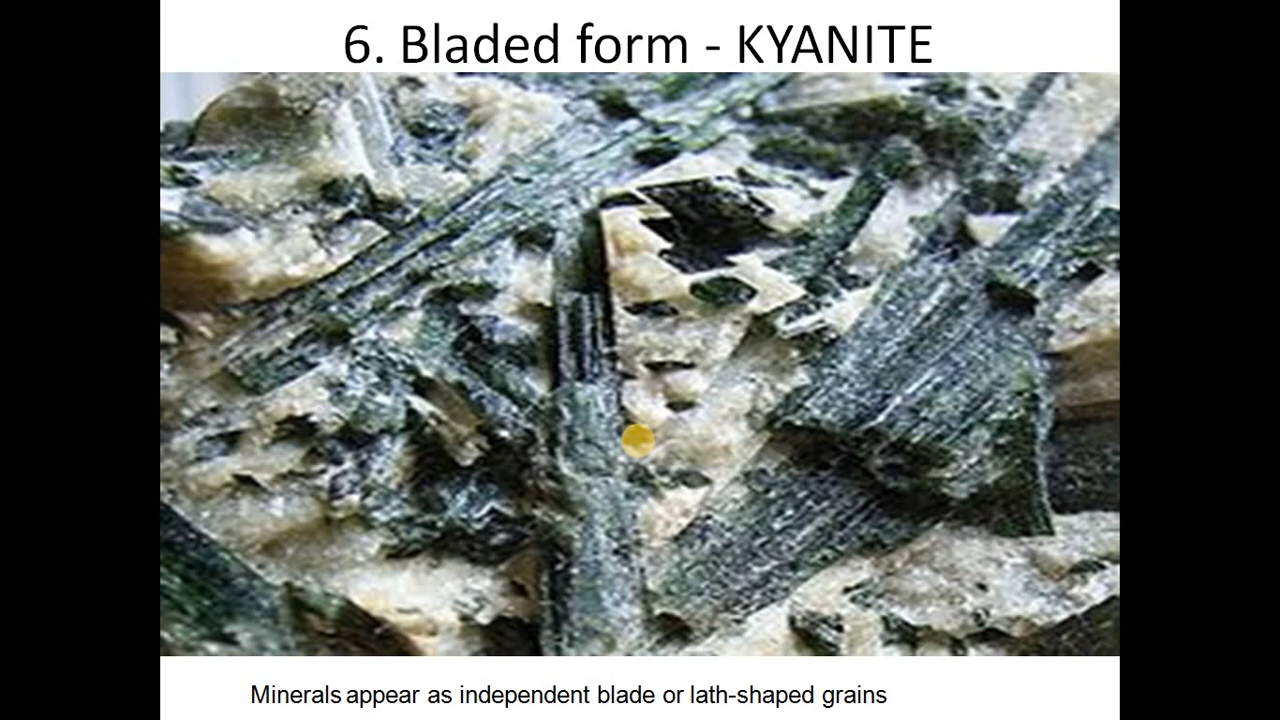 6. Bladed form - KYANITE
Minerals appear as independent blade or lath-shaped grains